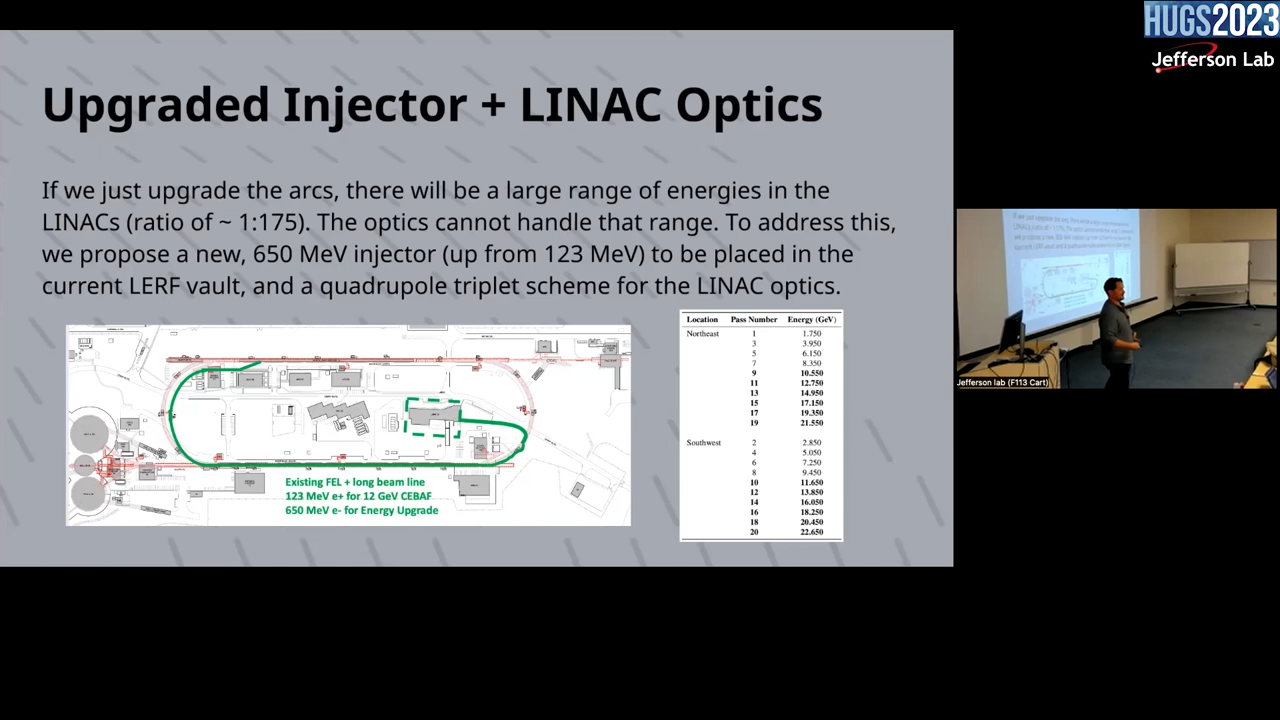 HUGS2023
Jefferson Lab
Upgraded Injector + LINAC Optics
If we just upgrade the arcs, there will be a large range of energies in the
LINACs (ratio of ~ 1:175). The optics cannot handle that range. To address this,
we propose a new, 650 MeV injector (up from 123 MeV) to be placed in the
current LERF vault, and a quadrupole triplet scheme for the LINAC optics.
Existing FEL + long beam line
123 MeV e+ for 12 GeV CEBAF
650 MeV e- for Energy Upgrade
Location Pass Number Energy (GeV)
Northeast 1 1.750
3 3.950
5 6.150
7 8.350
9 10.550
11 12.750
13 14.950
15 17.150
17 19.350
19 21.550
Southwest 2 2.850
4 5.050
6 7.250
8 9.450
10 11.650
12 13.850
14 16.050
16 18.250
18 20.450
20 22.650
Jefferson lab (F113 Cart)